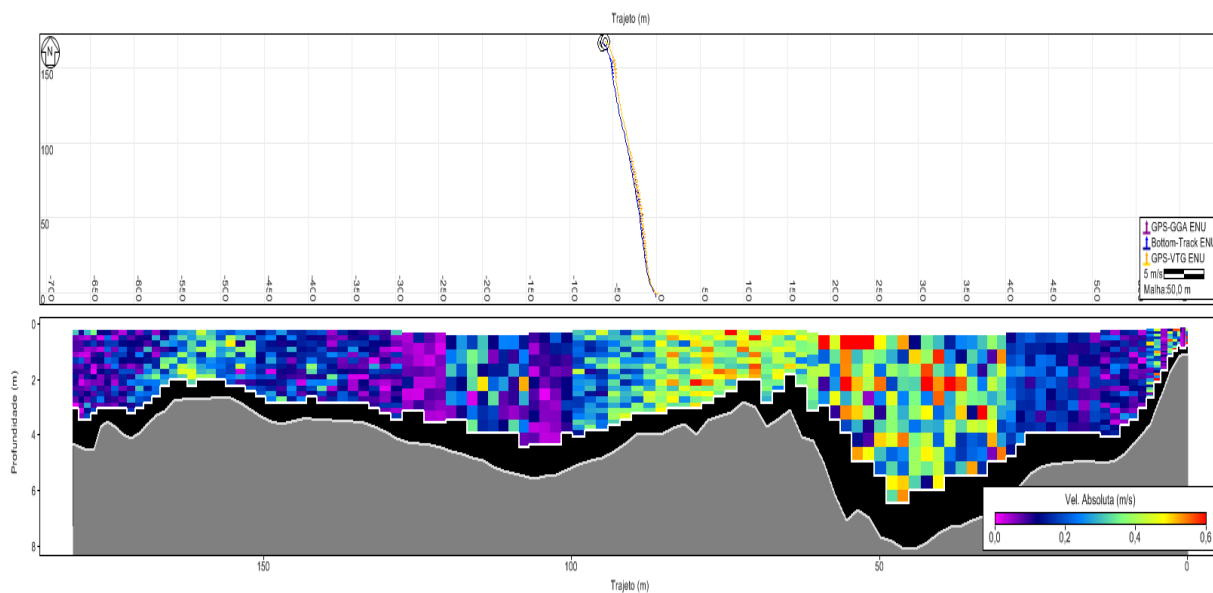 Trajeto (m)
N
150
100
50
0
-700 -650 -600 -550 -500 -450 -400 -350 -300 -250 -200 -150 -100 -50 0 50 100 150 200 250 300 350 400 450 500
GPS-GGA ENU
Bottom-Track ENU
GPS-VTG ENU
5 m/s
Malha:50,0 m
Profundidade (m)
0
2
4
6
8
Vel. Absoluta (m/s)
0,0 0,2 0,4 0,6
150 100 50 0
Trajeto (m)